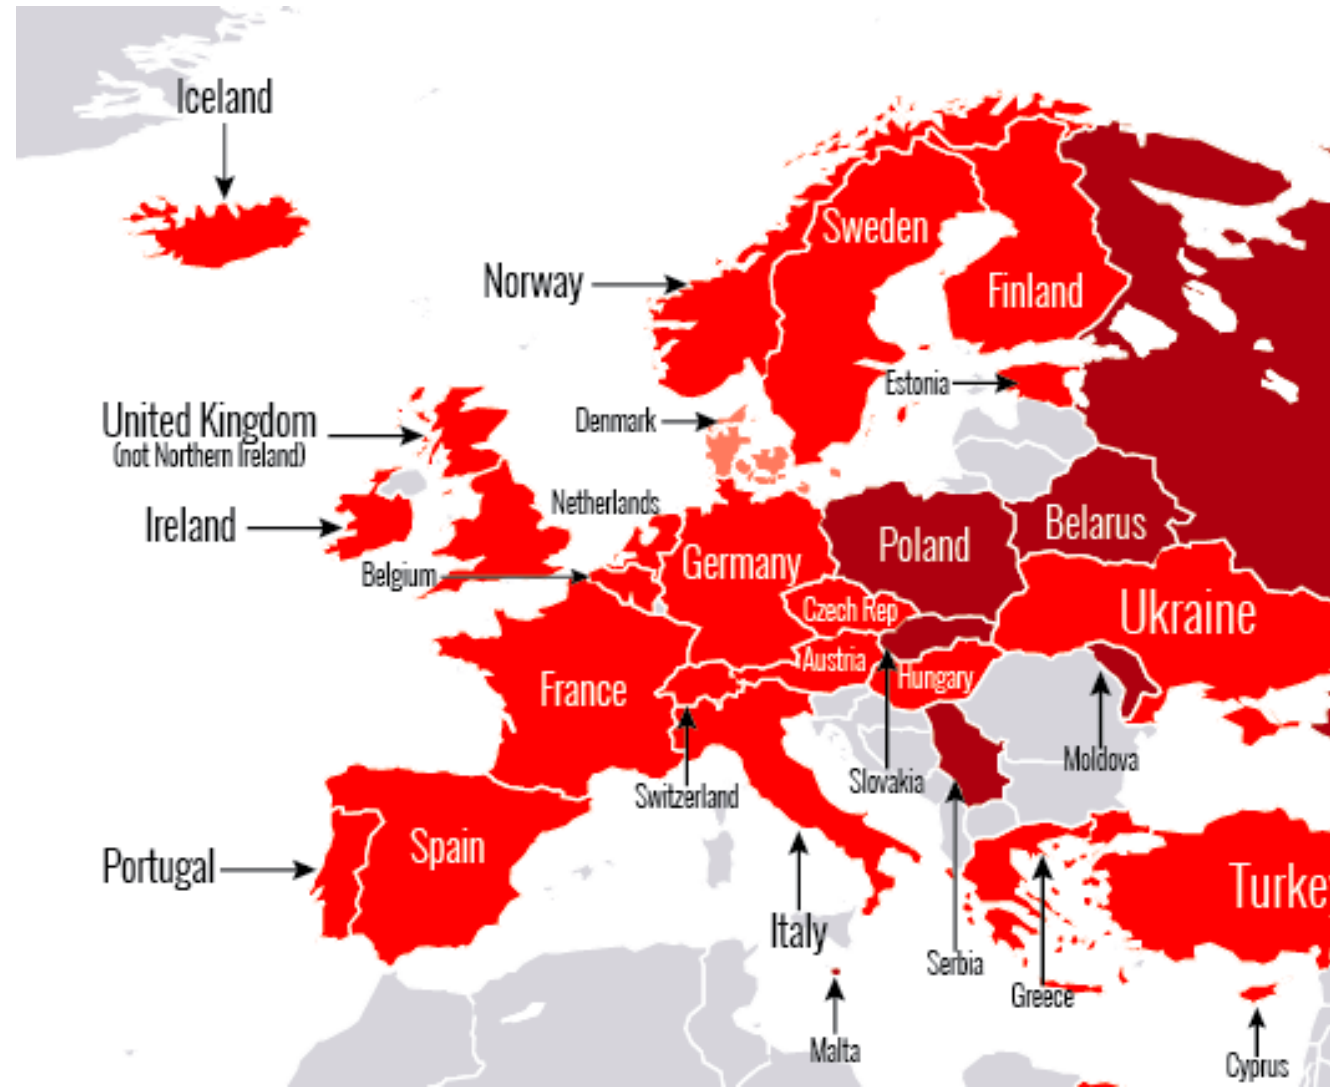 Iceland
Sweden
Norway
Finland
Estonia
Denmark
United Kingdom
(not Northern Ireland)
Netherlands
Ireland
Belarus
Poland
Germany
Belgium
Czech Rep
Ukraine
Austria
Hungary
France
Moldova
Slovakia
Switzerland
Spain
Portugal
Turke
Italy
Serbia
Greece
Malta
Cyprus